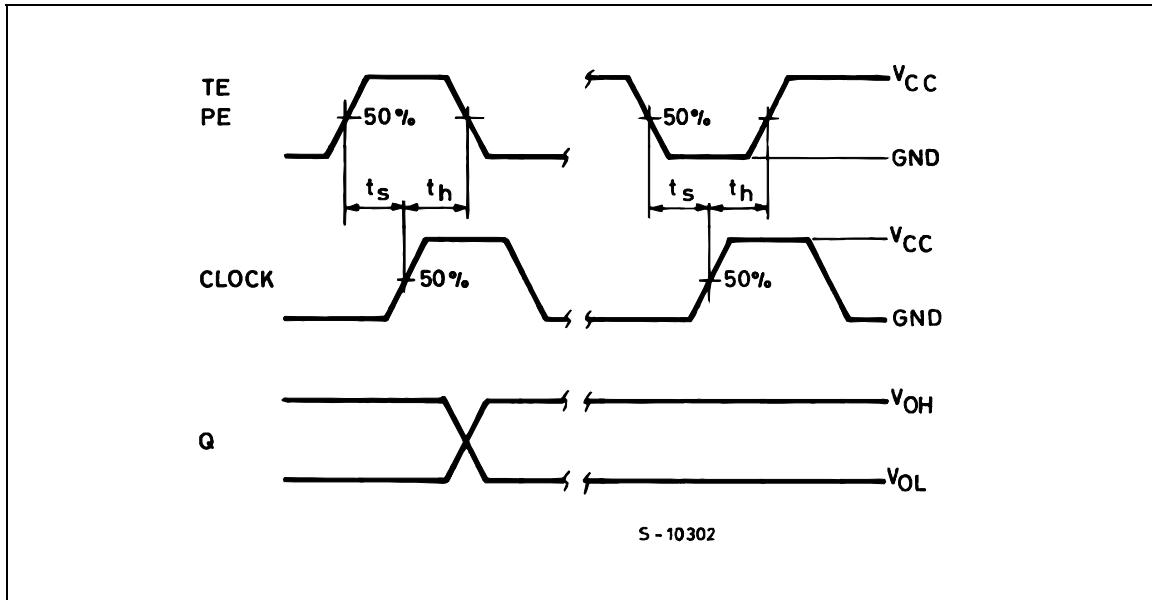 TE
PE
50%
50%
VCC
GND
ts
th
ts
th
CLOCK
50%
50%
VCC
GND
Q
VOH
VOL
S-10302